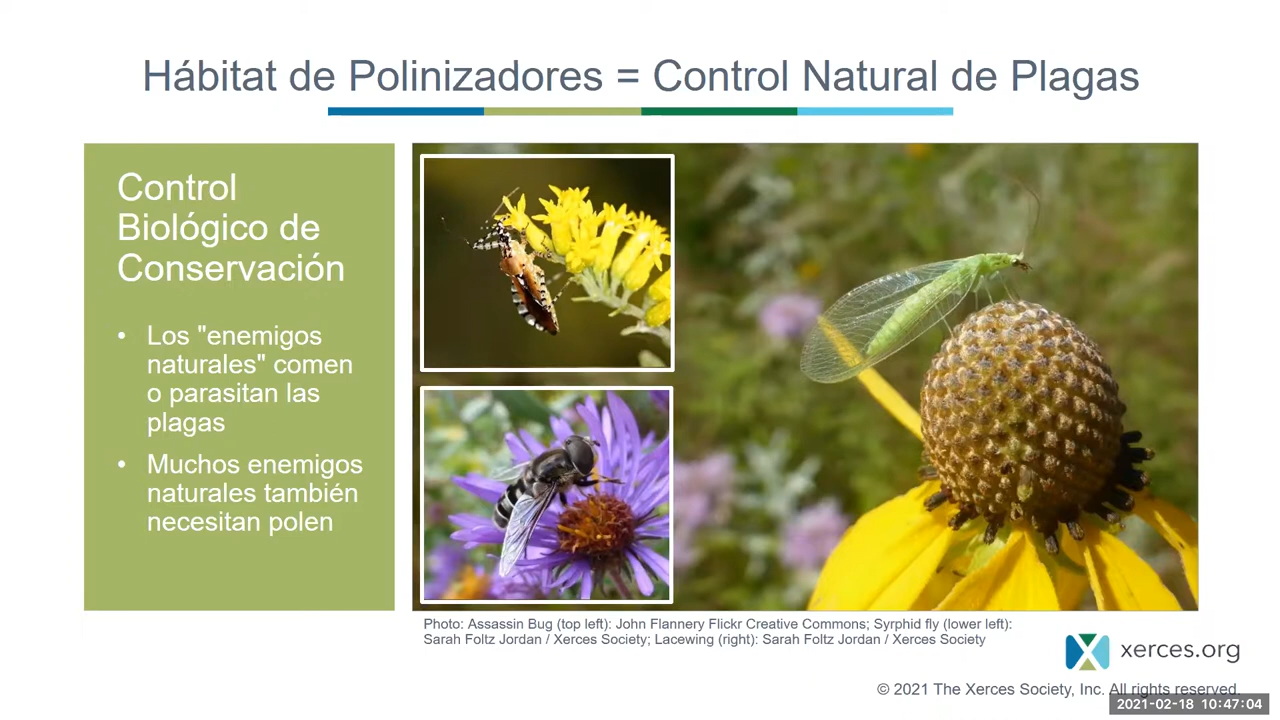 Hábitat de Polinizadores = Control Natural de Plagas
Control
Biológico de
Conservación
• Los "enemigos
naturales" comen
o parasitan las
plagas
• Muchos enemigos
naturales también
necesitan polen
Photo: Assassin Bug (top left): John Flannery Flickr Creative Commons; Syrphid fly (lower left):
Sarah Foltz Jordan / Xerces Society; Lacewing (right): Sarah Foltz Jordan / Xerces Society
xerces.org
© 2021 The Xerces Society, Inc. All rights reserved.
2021-02-18 10:47:04